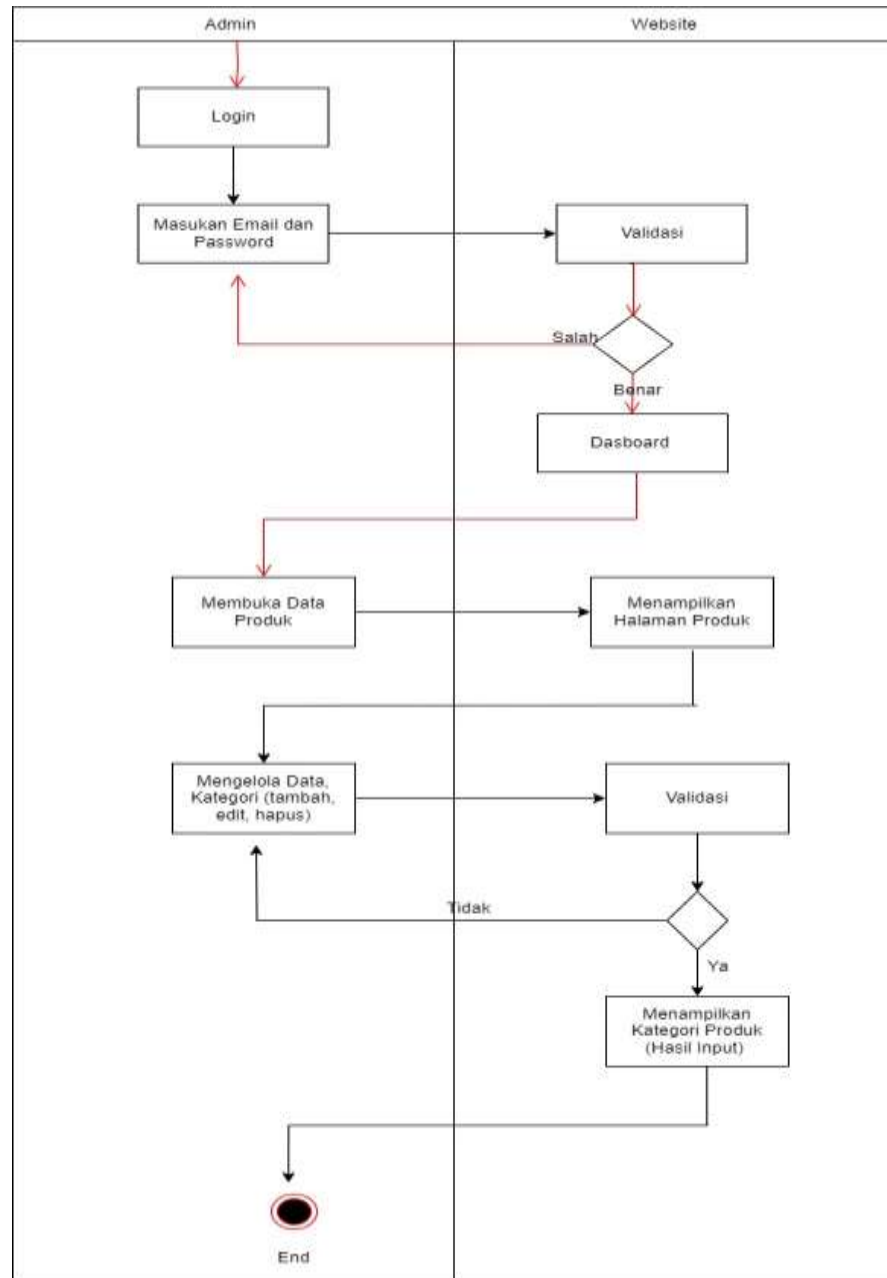 Admin
Website
Login
Masukan Email dan
Password
Validasi
Salah
Benar
Dasboard
Membuka Data
Produk
Menampilkan
Halaman Produk
Mengelola Data,
Kategori (tambah,
edit, hapus)
Validasi
Tidak
Ya
Menampilkan
Kategori Produk
(Hasil Input)
End